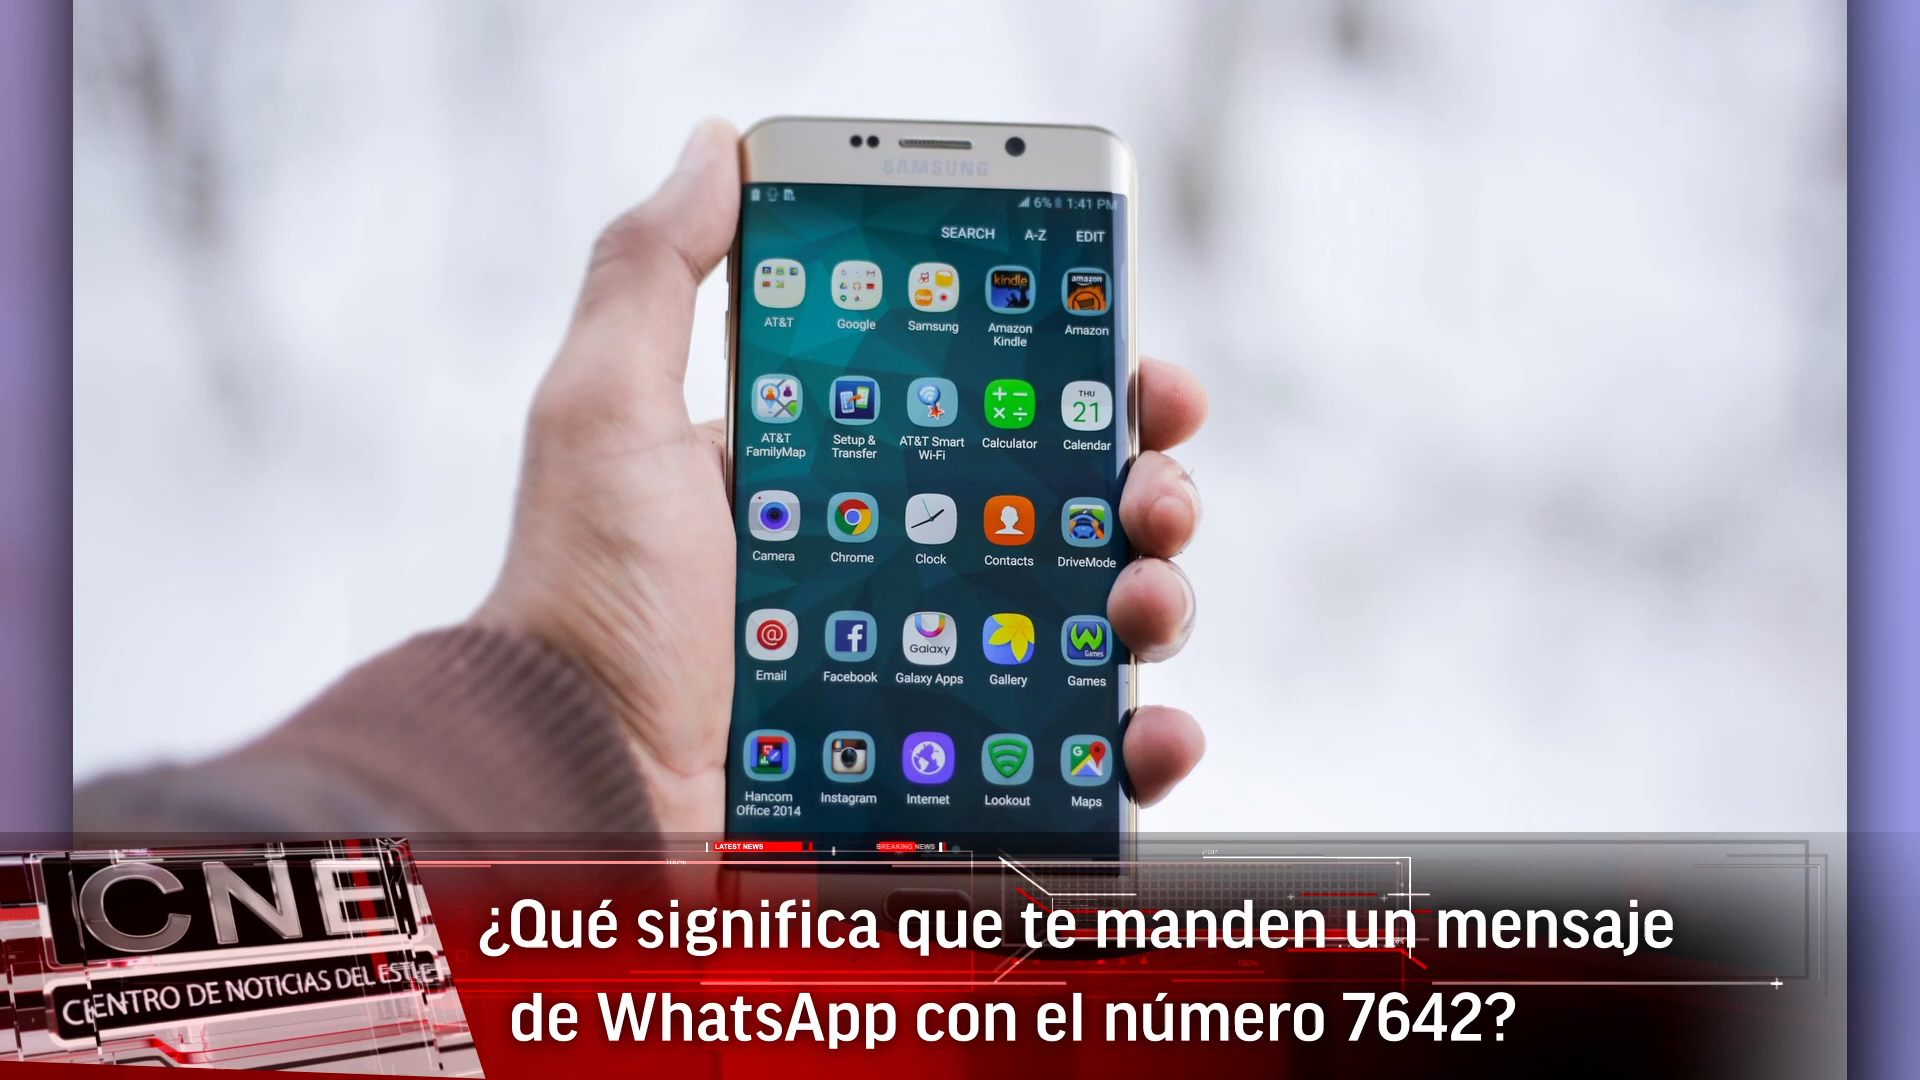 SAMSUNG
6% 1:41 PM
SEARCH A-Z EDIT
kindle
amazon
AT&T Google Samsung Amazon Kindle Amazon
THU
21
AT&T FamilyMap Setup & Transfer AT&T Smart Wi-Fi Calculator Calendar
Camera Chrome Clock Contacts DriveMode
Galaxy
Games
Email Facebook Galaxy Apps Gallery Games
Hancom Office 2014 Instagram Internet Lookout Maps
LATEST NEWS
BREAKING NEWS
100%
CNE
CENTRO DE NOTICIAS DEL ESTE
¿Qué significa que te manden un mensaje
de WhatsApp con el número 7642?
100%